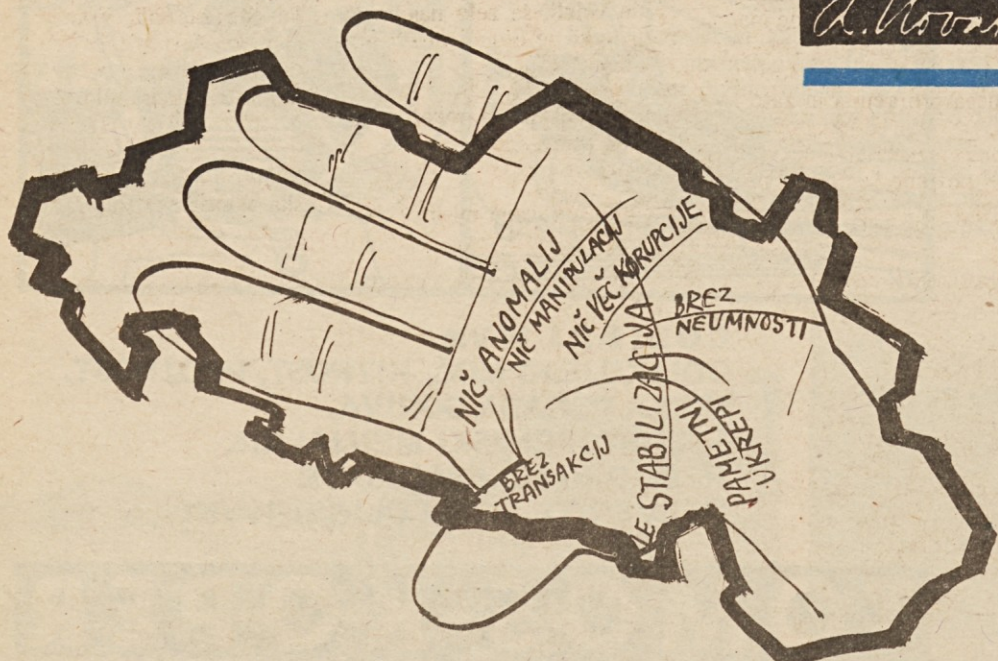 NIČ ANOMALIJ
NIČ MANIPULACIJ
NIČ VEČ KORUPCIJE
BREZ
NEUMNOSTI
LE STABILIZACIJA
PAMETNI
UKREPI
BREZ
TRANSAKCIJ